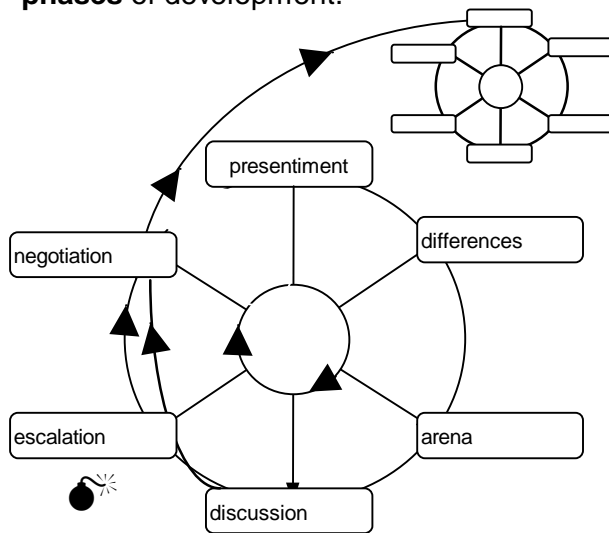 phases of development.
presentiment
negotiation
differences
escalation
arena
discussion